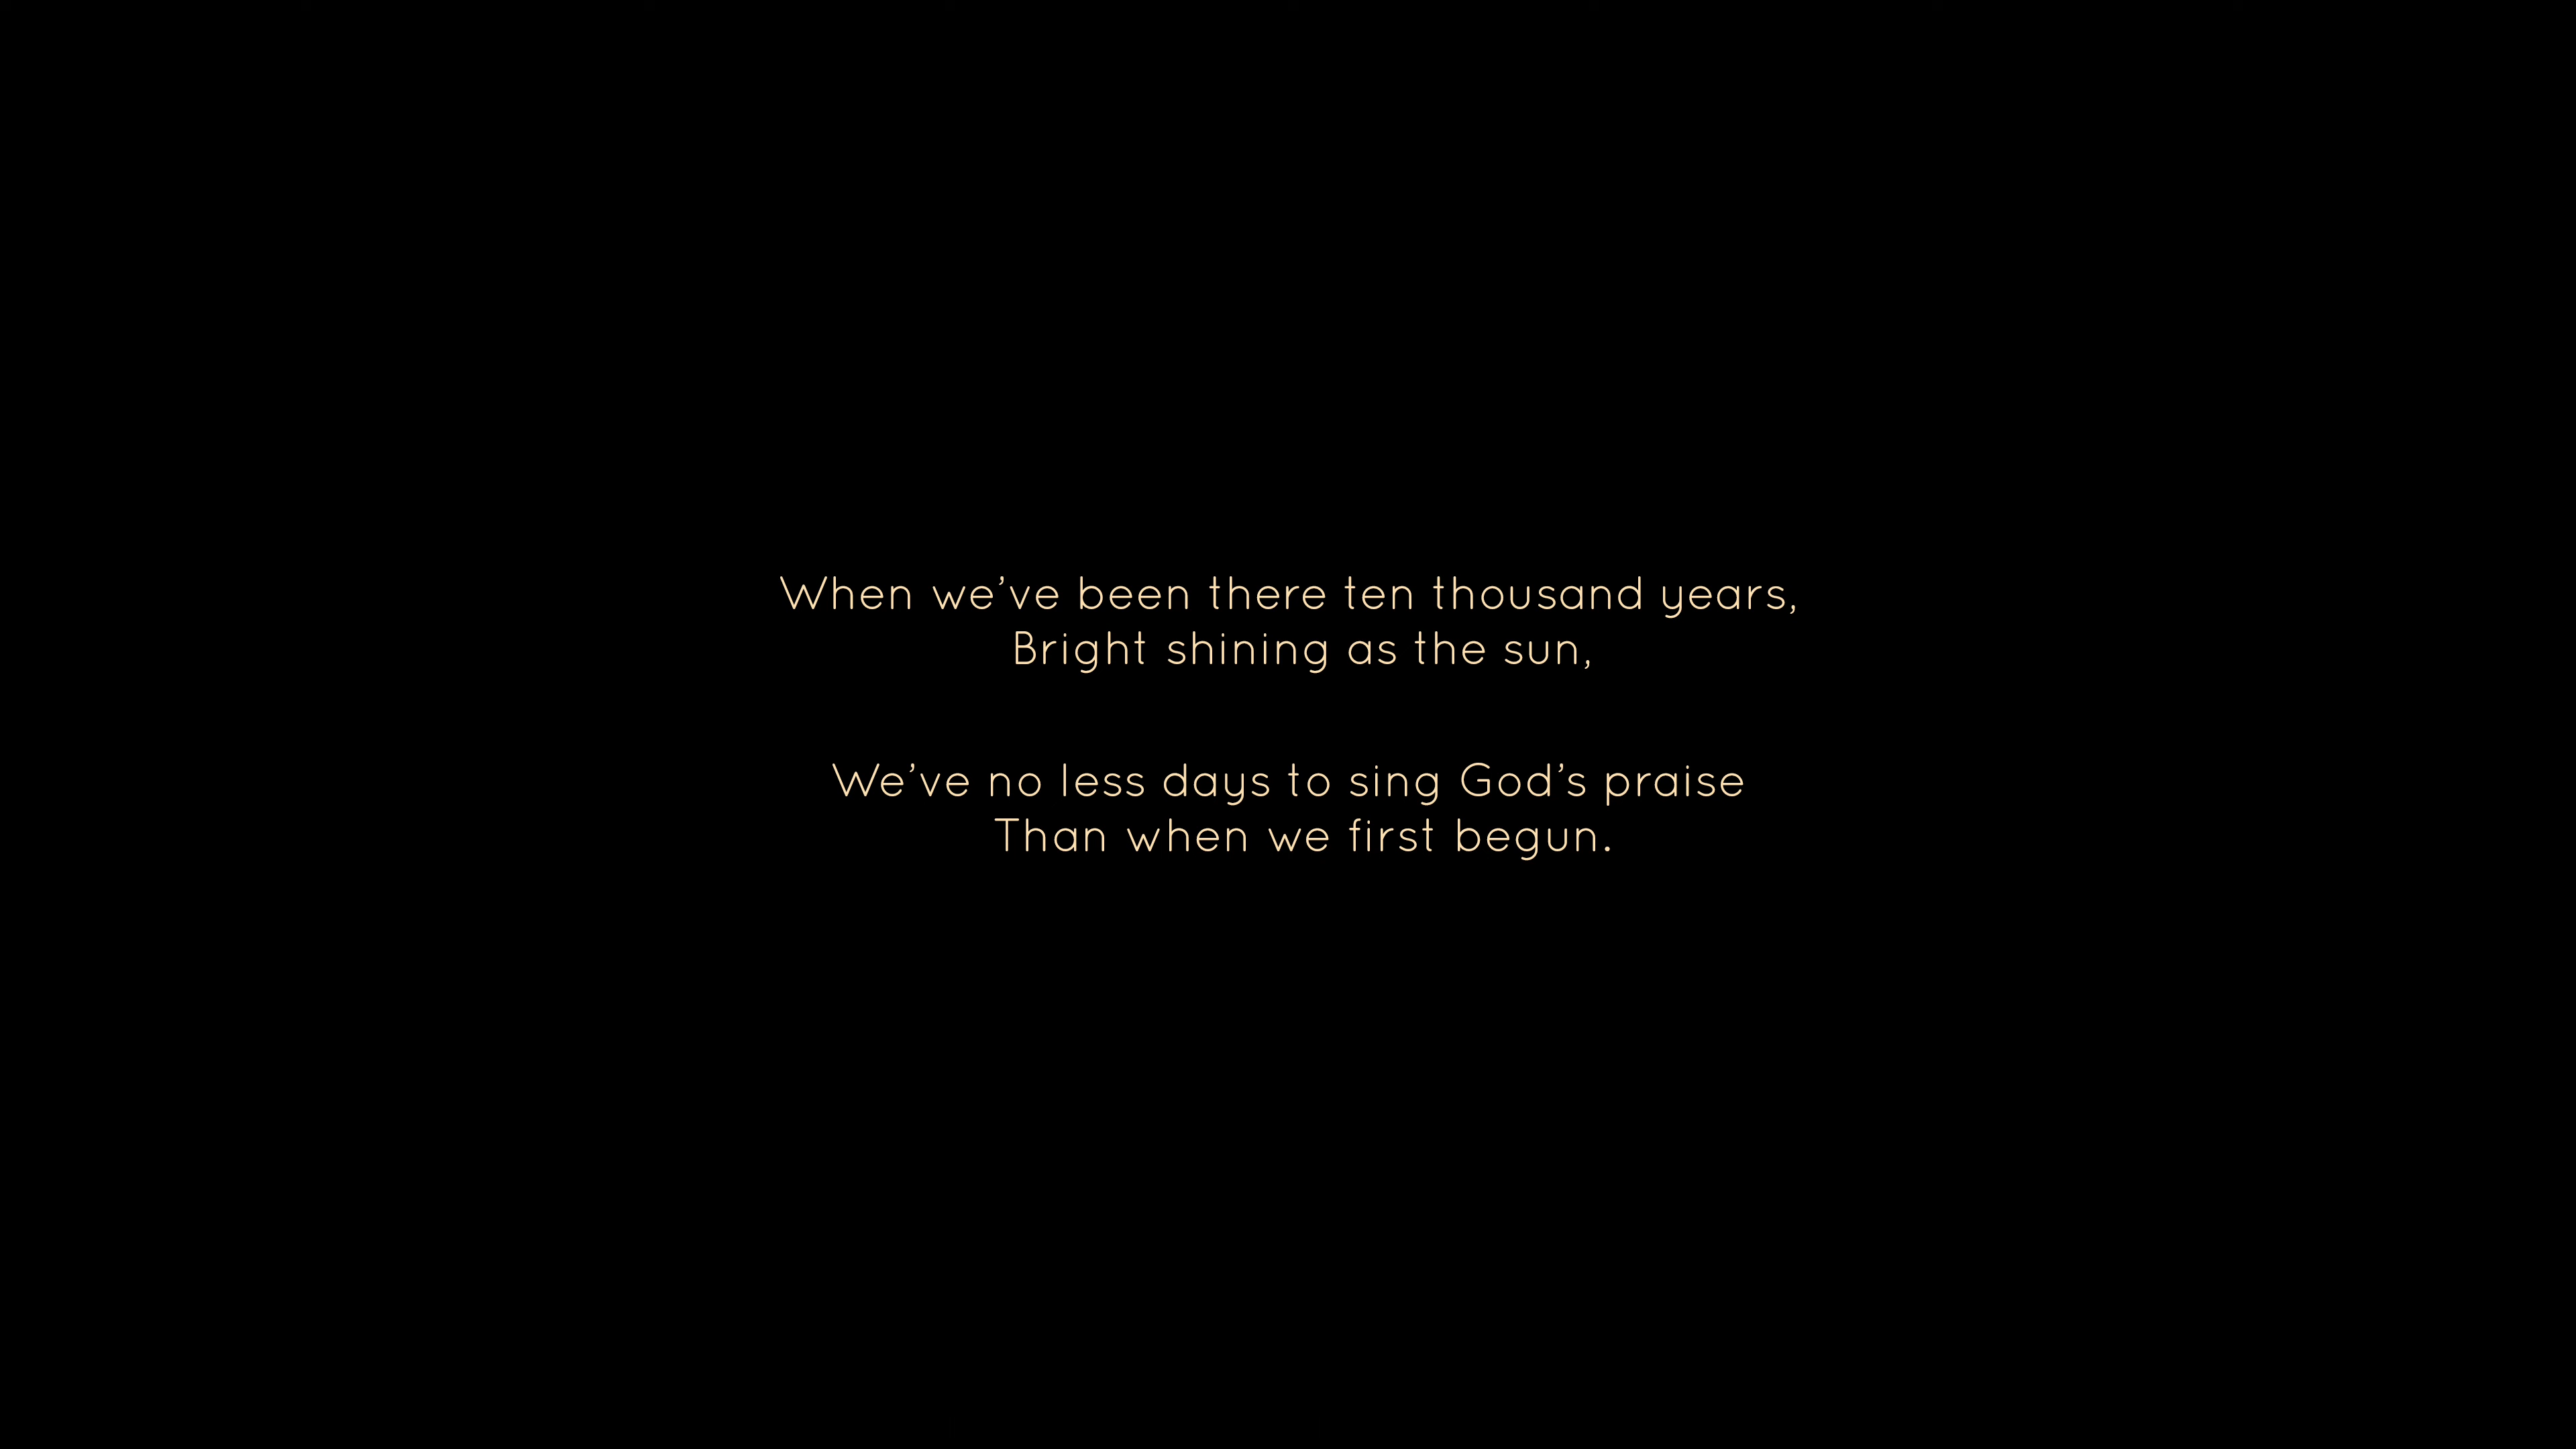 When we’ve been there ten thousand years,
Bright shining as the sun,
We’ve no less days to sing God’s praise
Than when we first begun.